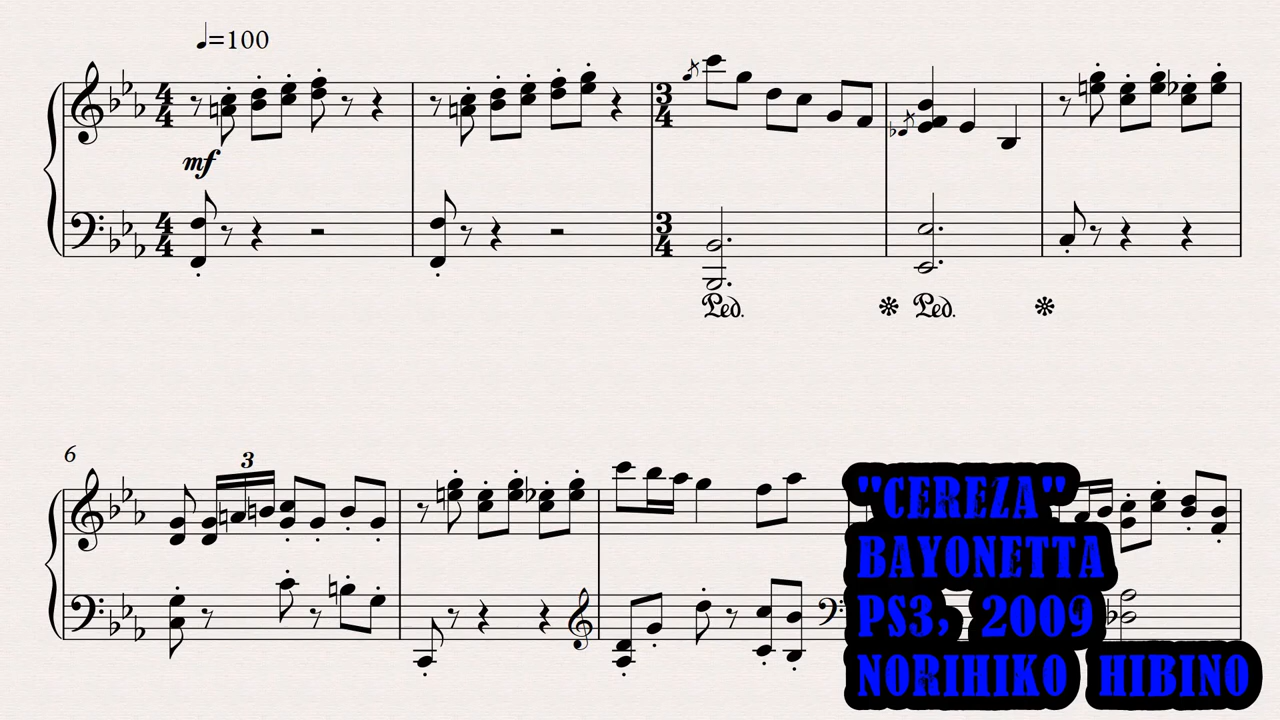 ♩=100
mf
Ped. Ped.
6
3
"CEREZA"
BAYONETTA
PS3, 2009
NORIHIKO HIBINO